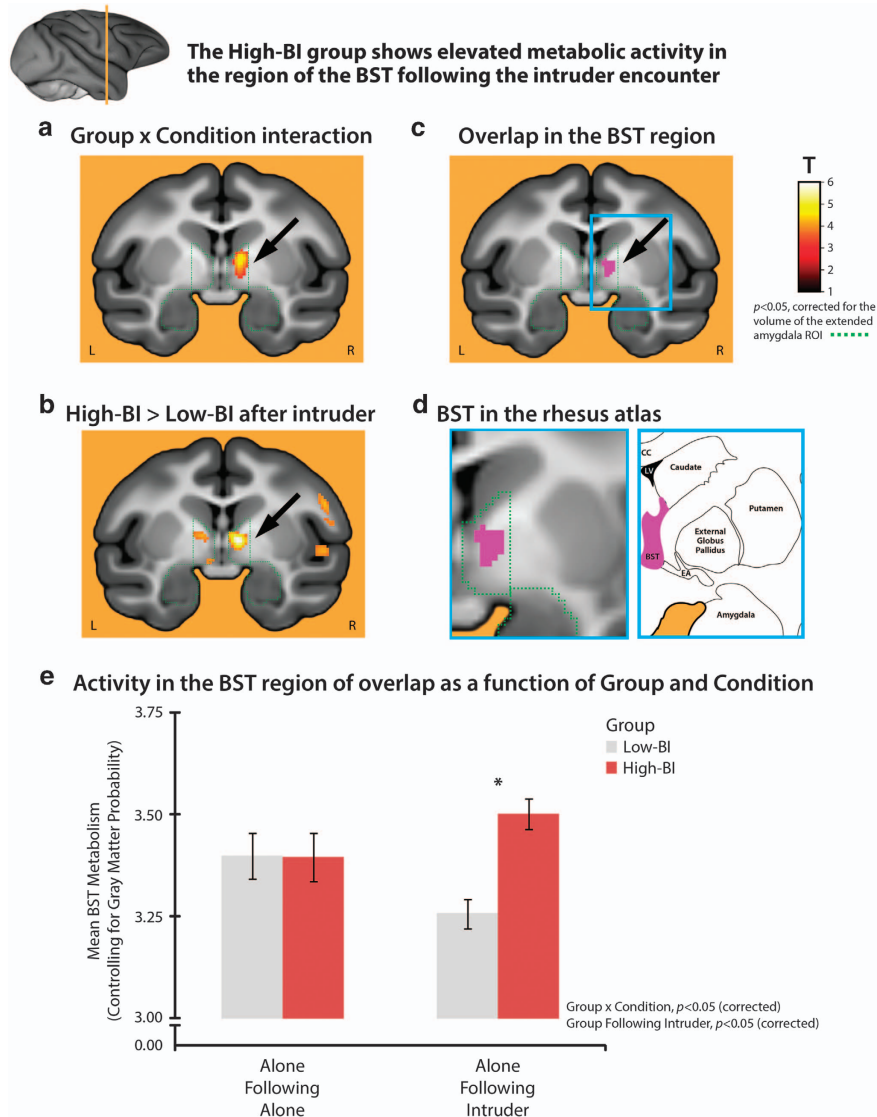 The High-BI group shows elevated metabolic activity in
the region of the BST following the intruder encounter
a Group x Condition interaction
L
R
c Overlap in the BST region
L
R
T
6
5
4
3
2
1
p<0.05, corrected for the
volume of the extended
amygdala ROI
b High-BI > Low-BI after intruder
L
R
d BST in the rhesus atlas
CC
LV
Caudate
Putamen
External
Globus
Pallidus
BST
EA
Amygdala
e Activity in the BST region of overlap as a function of Group and Condition
Mean BST Metabolism
(Controlling for Gray Matter Probability)
3.75
3.50
3.25
3.00
0.00
Group
Low-BI
High-BI
*
Group x Condition, p<0.05 (corrected)
Group Following Intruder, p<0.05 (corrected)
Alone
Following
Alone
Alone
Following
Intruder